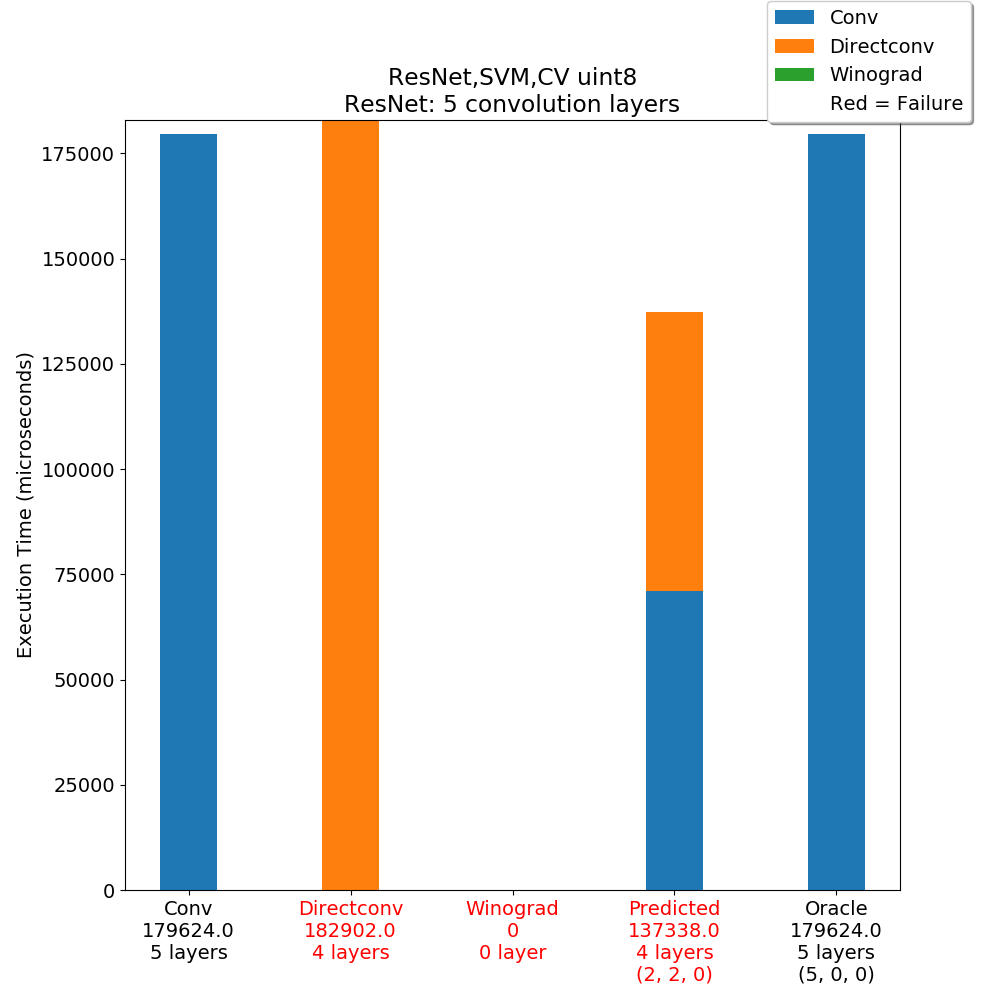 Conv
Directconv
Winograd
Red = Failure
ResNet,SVM,CV uint8
ResNet: 5 convolution layers
Execution Time (microseconds)
175000
150000
125000
100000
75000
50000
25000
0
Conv
179624.0
5 layers
Directconv
182902.0
4 layers
Winograd
0
0 layer
Predicted
137338.0
4 layers
(2, 2, 0)
Oracle
179624.0
5 layers
(5, 0, 0)